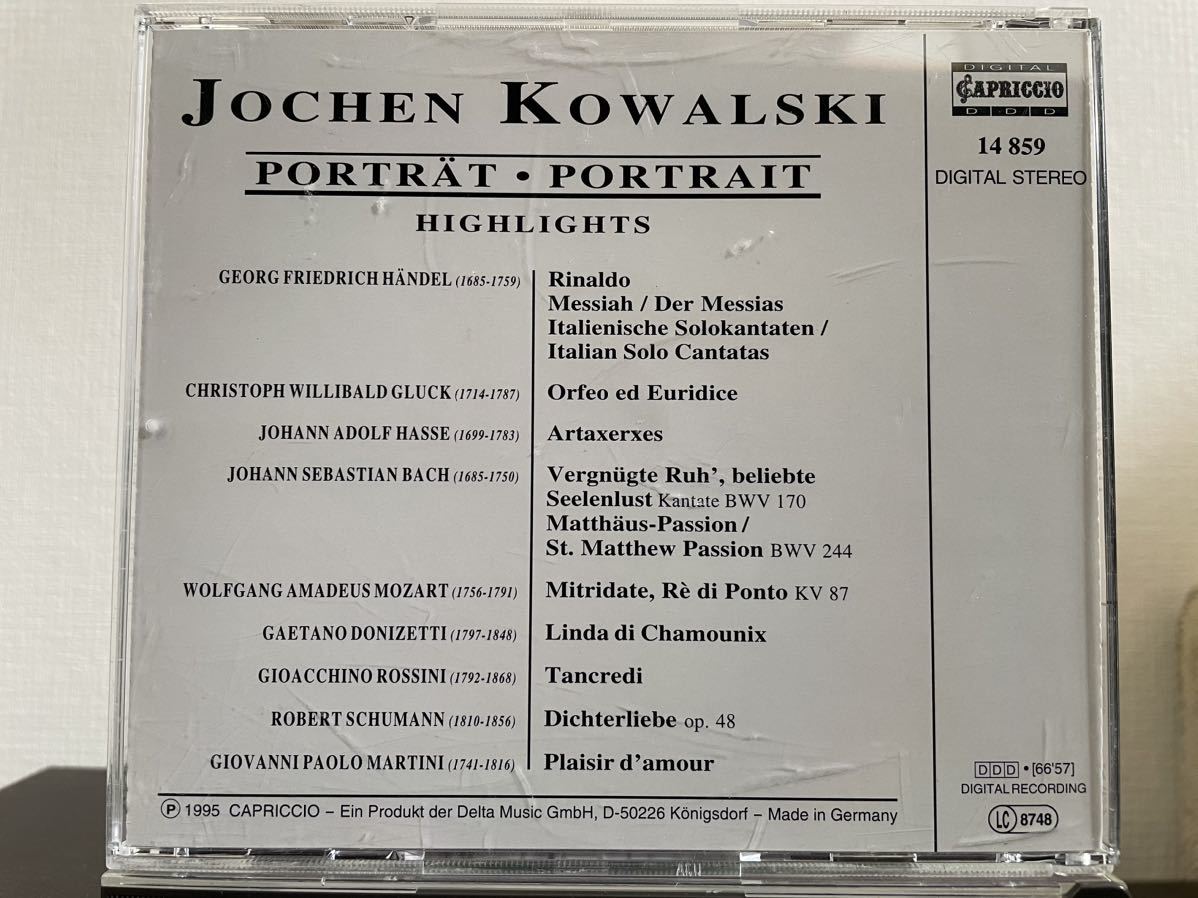 JOCHEN KOWALSKI
PORTRÄT • PORTRAIT
HIGHLIGHTS
GEORG FRIEDRICH HÄNDEL (1685-1759) Rinaldo
Messiah / Der Messias
Italienische Solokantaten /
Italian Solo Cantatas
CHRISTOPH WILLIBALD GLUCK (1714-1787) Orfeo ed Euridice
JOHANN ADOLF HASSE (1699-1783) Artaxerxes
JOHANN SEBASTIAN BACH (1685-1750) Vergnügte Ruh’, beliebte
Seelenlust Kantate BWV 170
Matthäus-Passion /
St. Matthew Passion BWV 244
WOLFGANG AMADEUS MOZART (1756-1791) Mitridate, Rè di Ponto KV 87
GAETANO DONIZETTI (1797-1848) Linda di Chamounix
GIOACCHINO ROSSINI (1792-1868) Tancredi
ROBERT SCHUMANN (1810-1856) Dichterliebe op. 48
GIOVANNI PAOLO MARTINI (1741-1816) Plaisir d’amour
℗ 1995 CAPRICCIO – Ein Produkt der Delta Music GmbH, D-50226 Königsdorf – Made in Germany
DIGITAL
CAPRICCIO
D·D·D
14 859
DIGITAL STEREO
DDD • [66'57]
DIGITAL RECORDING
LC 8748